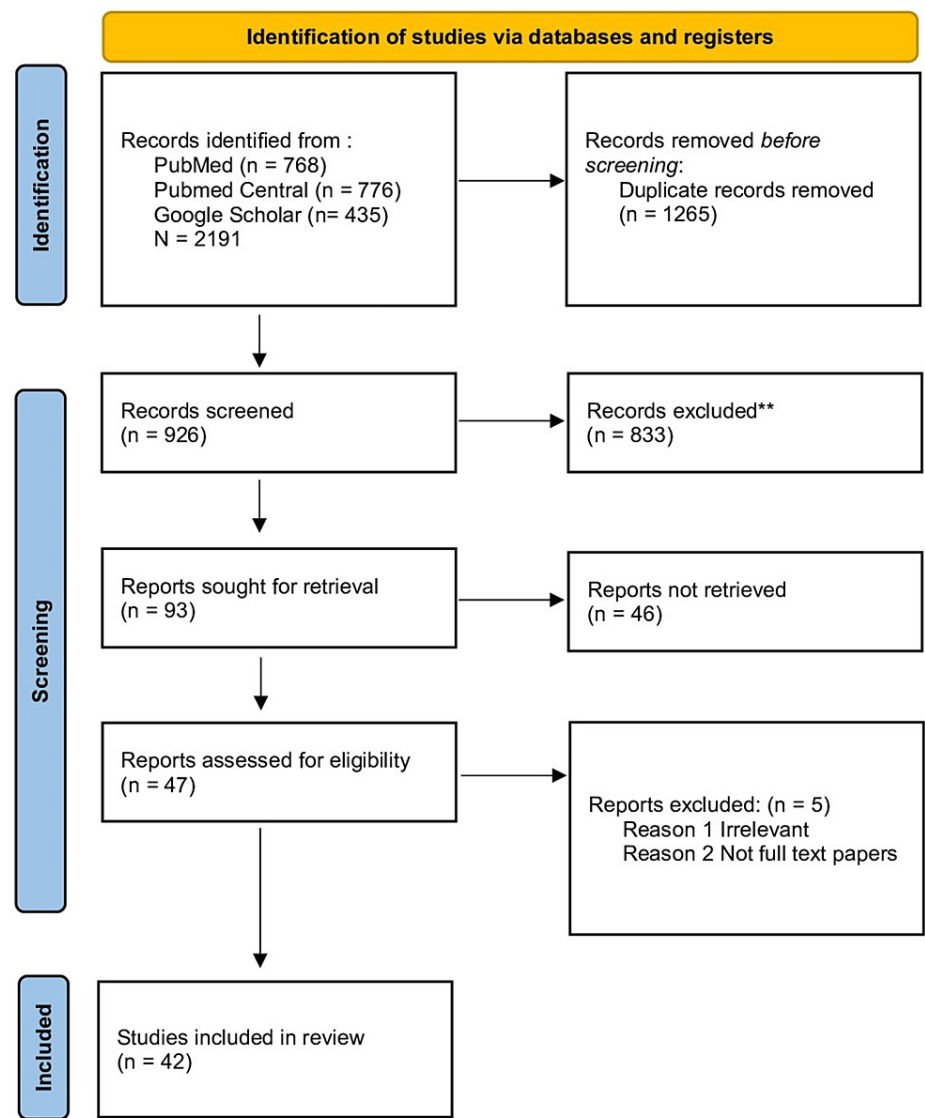 Identification of studies via databases and registers
Identification
Records identified from :
PubMed (n = 768)
Pubmed Central (n = 776)
Google Scholar (n= 435)
N = 2191
Records removed before
screening:
Duplicate records removed
(n = 1265)
Screening
Records screened
(n = 926)
Records excluded**
(n = 833)
Reports sought for retrieval
(n = 93)
Reports not retrieved
(n = 46)
Reports assessed for eligibility
(n = 47)
Reports excluded: (n = 5)
Reason 1 Irrelevant
Reason 2 Not full text papers
Included
Studies included in review
(n = 42)